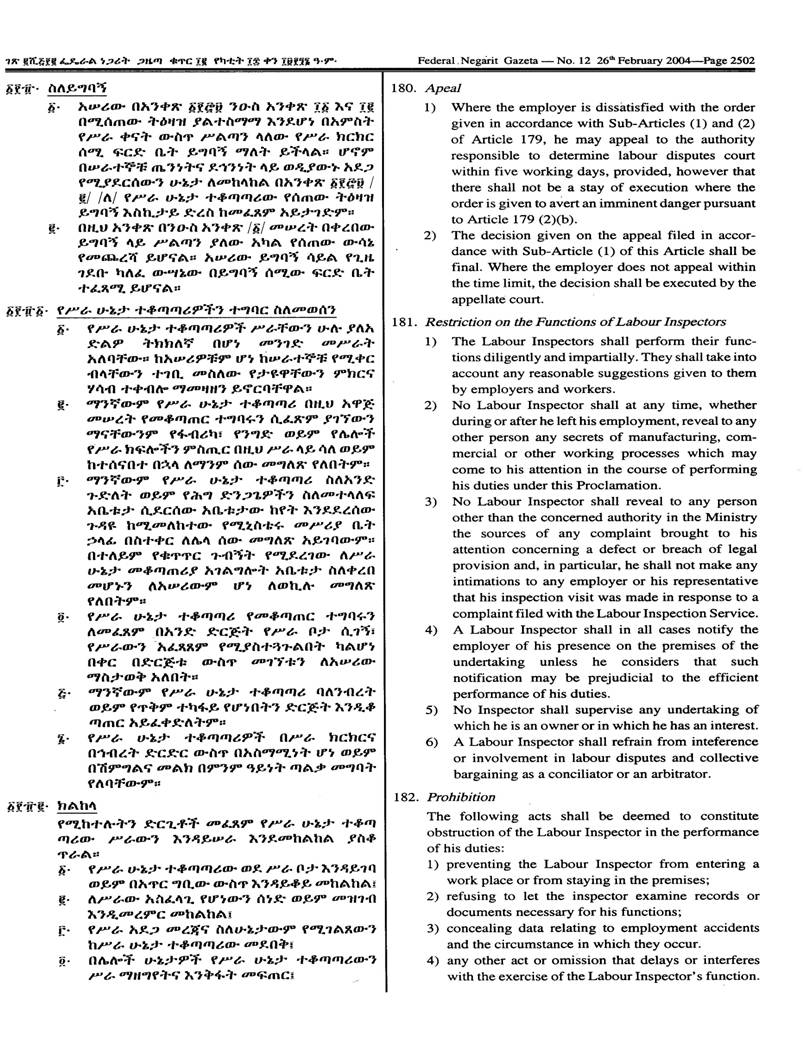 ገጽ ፪ሺ፭፻፪ ፌዴራል ነጋሪት ጋዜጣ ቁጥር ፲፪ የካቲት ፲፰ ቀን ፲፱፻፺፮ ዓ·ም·
Federal Negarit Gazeta — No. 12 26th February 2004—Page 2502
፩፻፹· ስለይግባኝ
፩· አሠሪው በአንቀጽ ፩፻፸፱ ንዑስ አንቀጽ ፲፩ እና ፲፪
በሚሰጠው ትዕዛዝ ያልተስማማ እንደሆነ በአምስት
የሥራ ቀናት ውስጥ ሥልጣን ላለው የሥራ ክርክር
ሰሚ ፍርድ ቤት ይግባኝ ማለት ይችላል። ሆኖም
በሠራተኞቹ ጤንነትና ደኅንነት ላይ ወዲያውኑ አደጋ
የሚያደርሰውን ሁኔታ ለመከላከል በአንቀጽ ፩፻፸፱ /
፪/ /ለ/ የሥራ ሁኔታ ተቆጣጣሪው የሰጠው ትዕዛዝ
ይግባኝ እስኪታይ ድረስ ከመፈጸም አይታገድም።
፪· በዚህ አንቀጽ በንዑስ አንቀጽ /፩/ መሠረት በቀረበው
ይግባኝ ላይ ሥልጣን ያለው አካል የሰጠው ውሳኔ
የመጨረሻ ይሆናል። አሠሪው ይግባኝ ሳይል የጊዜ
ገደቡ ካለፈ ውሣኔው በይግባኝ ሰሚው ፍርድ ቤት
ተፈጻሚ ይሆናል።
፩፻፹፩· የሥራ ሁኔታ ተቆጣጣሪዎችን ተግባር ስለመወሰን
፩· የሥራ ሁኔታ ተቆጣጣሪዎች ሥራቸውን ሁሉ ያለአ
ድልዎ ትክክለኛ በሆነ መንገድ መሥራት
አለባቸው። ከአሠሪዎቹም ሆነ ከሠራተኞቹ የሚቀር
ብላቸውን ተገቢ መስለው የታዩዋቸውን ምክርና
ሃሳብ ተቀብሎ ማመዛዘን ይኖርባቸዋል።
፪· ማንኛውም የሥራ ሁኔታ ተቆጣጣሪ በዚህ አዋጅ
መሠረት የመቆጣጠር ተግባሩን ሲፈጽም ያገኘውን
ማናቸውንም የፋብሪካ፣ የንግድ ወይም የሌሎች
የሥራ ክፍሎችን ምስጢር በዚህ ሥራ ላይ ሳለ ወይም
ከተሰናበተ በኋላ ለማንም ሰው መግለጽ የለበትም።
፫· ማንኛውም የሥራ ሁኔታ ተቆጣጣሪ ስለአንድ
ጉድለት ወይም የሕግ ድንጋጌዎችን ስለመተላለፍ
አቤቱታ ሲደርሰው አቤቱታው ከየት እንደደረሰው
ጉዳዩ ከሚመለከተው የሚኒስቴሩ መሥሪያ ቤት
ኃላፊ በስተቀር ለሌላ ሰው መግለጽ አይገባውም።
በተለይም የቁጥጥር ጉብኝት የሚደረገው ለሥራ
ሁኔታ መቆጣጠሪያ አገልግሎት አቤቱታ ስለቀረበ
መሆኑን ለአሠሪውም ሆነ ለወኪሉ መግለጽ
የለበትም።
፬· የሥራ ሁኔታ ተቆጣጣሪ የመቆጣጠር ተግባሩን
ለመፈጸም በአንድ ድርጅት የሥራ ቦታ ሲገኝ፣
የሥራውን አፈጻጸም የሚያስተጓጉልበት ካልሆነ
በቀር በድርጅቱ ውስጥ መገኘቱን ለአሠሪው
ማስታወቅ አለበት።
፭· ማንኛውም የሥራ ሁኔታ ተቆጣጣሪ ባለንብረት
ወይም የጥቅም ተካፋይ የሆነበትን ድርጅት እንዲቆ
ጣጠር አይፈቀድለትም።
፮· የሥራ ሁኔታ ተቆጣጣሪዎች በሥራ ክርክርና
በኅብረት ድርድር ውስጥ በአስማሚነት ሆነ ወይም
በሽምግልና መልክ በምንም ዓይነት ጣልቃ መግባት
የለባቸውም።
፩፻፹፪· ክልከላ
የሚከተሉትን ድርጊቶች መፈጸም የሥራ ሁኔታ ተቆጣ
ጣሪው ሥራውን እንዳይሠራ እንደመከልከል ያስቆ
ጥራል።
፩· የሥራ ሁኔታ ተቆጣጣሪው ወደ ሥራ ቦታ እንዳይገባ
ወይም በአጥር ግቢው ውስጥ እንዳይቆይ መከልከል፤
፪· ለሥራው አስፈላጊ የሆነውን ሰነድ ወይም መዝገብ
እንዲመረምር መከልከል፤
፫· የሥራ አደጋ መረጃና ስለሁኔታውም የሚገልጸውን
ከሥራ ሁኔታ ተቆጣጣሪው መደበቅ፣
፬· በሌሎች ሁኔታዎች የሥራ ሁኔታ ተቆጣጣሪውን
ሥራ ማዘግየትና እንቅፋት መፍጠር፤
180. Apeal
1) Where the employer is dissatisfied with the order
given in accordance with Sub-Articles (1) and (2)
of Article 179, he may appeal to the authority
responsible to determine labour disputes court
within five working days, provided, however that
there shall not be a stay of execution where the
order is given to avert an imminent danger pursuant
to Article 179 (2)(b).
2) The decision given on the appeal filed in accor-
dance with Sub-Article (1) of this Article shall be
final. Where the employer does not appeal within
the time limit, the decision shall be executed by the
appellate court.
181. Restriction on the Functions of Labour Inspectors
1) The Labour Inspectors shall perform their func-
tions diligently and impartially. They shall take into
account any reasonable suggestions given to them
by employers and workers.
2) No Labour Inspector shall at any time, whether
during or after he left his employment, reveal to any
other person any secrets of manufacturing, com-
mercial or other working processes which may
come to his attention in the course of performing
his duties under this Proclamation.
3) No Labour Inspector shall reveal to any person
other than the concerned authority in the Ministry
the sources of any complaint brought to his
attention concerning a defect or breach of legal
provision and, in particular, he shall not make any
intimations to any employer or his representative
that his inspection visit was made in response to a
complaint filed with the Labour Inspection Service.
4) A Labour Inspector shall in all cases notify the
employer of his presence on the premises of the
undertaking unless he considers that such
notification may be prejudicial to the efficient
performance of his duties.
5) No Inspector shall supervise any undertaking of
which he is an owner or in which he has an interest.
6) A Labour Inspector shall refrain from inteference
or involvement in labour disputes and collective
bargaining as a conciliator or an arbitrator.
182. Prohibition
The following acts shall be deemed to constitute
obstruction of the Labour Inspector in the performance
of his duties:
1) preventing the Labour Inspector from entering a
work place or from staying in the premises;
2) refusing to let the inspector examine records or
documents necessary for his functions;
3) concealing data relating to employment accidents
and the circumstance in which they occur.
4) any other act or omission that delays or interferes
with the exercise of the Labour Inspector's function.